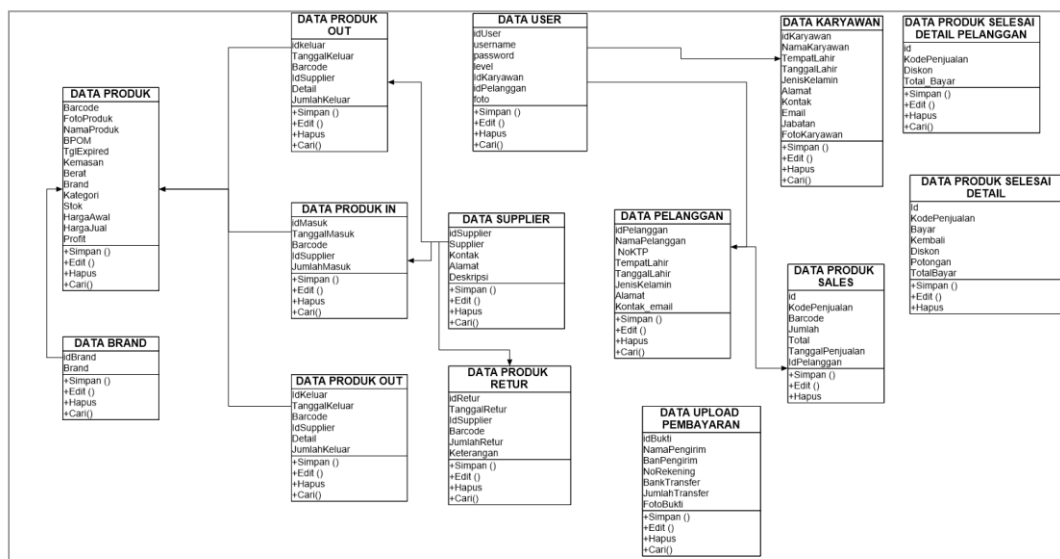 DATA PRODUK
OUT
idkeluar
TanggalKeluar
Barcode
IdSupplier
Detail
JumlahKeluar
+Simpan ()
+Edit ()
+Hapus
+Cari()
DATA USER
idUser
username
password
level
IdKaryawan
idPelanggan
foto
+Simpan ()
+Edit ()
+Hapus
+Cari()
DATA KARYAWAN
idKaryawan
NamaKaryawan
TempatLahir
TanggalLahir
JenisKelamin
Alamat
Kontak
Email
Jabatan
FotoKaryawan
+Simpan ()
+Edit ()
+Hapus
+Cari()
DATA PRODUK SELESAI
DETAIL PELANGGAN
id
KodePenjualan
Diskon
Total_Bayar
+Simpan ()
+Edit ()
+Hapus
+Cari()
DATA PRODUK
Barcode
FotoProduk
NamaProduk
BPOM
TglExpired
Kemasan
Berat
Brand
Kategori
Stok
HargaAwal
HargaJual
Profit
+Simpan ()
+Edit ()
+Hapus
+Cari()
DATA PRODUK IN
idMasuk
TanggalMasuk
Barcode
IdSupplier
JumlahMasuk
+Simpan ()
+Edit ()
+Hapus
+Cari()
DATA SUPPLIER
idSupplier
Supplier
Kontak
Alamat
Deskripsi
+Simpan ()
+Edit ()
+Hapus
+Cari()
DATA PELANGGAN
idPelanggan
NamaPelanggan
NoKTP
TempatLahir
TanggalLahir
JenisKelamin
Alamat
Kontak_email
+Simpan ()
+Edit ()
+Hapus
+Cari()
DATA PRODUK
SALES
id
KodePenjualan
Barcode
Jumlah
Total
TanggalPenjualan
IdPelanggan
+Simpan ()
+Edit ()
+Hapus
DATA PRODUK SELESAI
DETAIL
Id
KodePenjualan
Bayar
Kembali
Diskon
Potongan
TotalBayar
+Simpan ()
+Edit ()
+Hapus
DATA BRAND
idBrand
Brand
+Simpan ()
+Edit ()
+Hapus
+Cari()
DATA PRODUK OUT
IdKeluar
TanggalKeluar
Barcode
IdSupplier
Detail
JumlahKeluar
+Simpan ()
+Edit ()
+Hapus
+Cari()
DATA PRODUK
RETUR
idRetur
TanggalRetur
IdSupplier
Barcode
JumlahRetur
Keterangan
+Simpan ()
+Edit ()
+Hapus
+Cari()
DATA UPLOAD
PEMBAYARAN
idBukti
NamaPengirim
BanPengirim
NoRekening
BankTransfer
JumlahTransfer
FotoBukti
+Simpan ()
+Edit ()
+Hapus
+Cari()